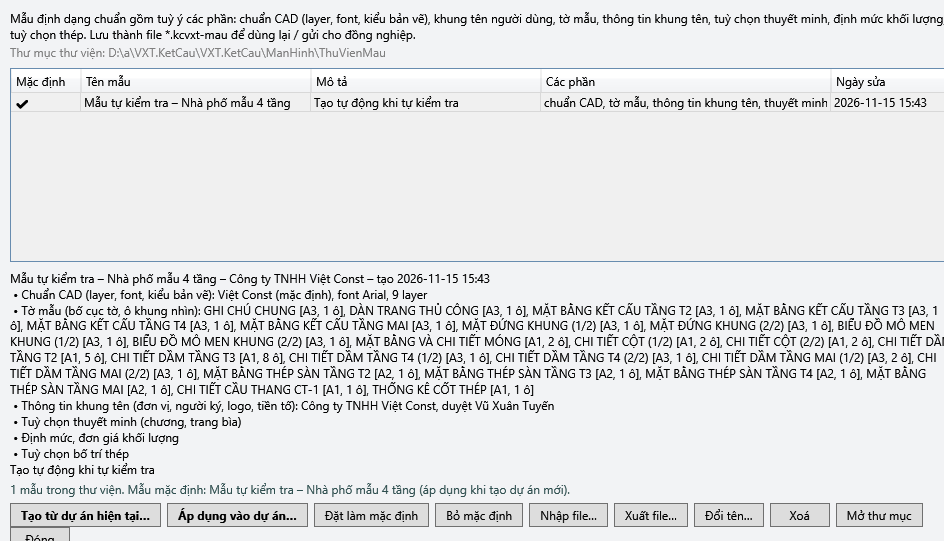 Mẫu định dạng chuẩn gồm tuỳ ý các phần: chuẩn CAD (layer, font, kiểu bản vẽ), khung tên người dùng, tờ mẫu, thông tin khung tên, tuỳ chọn thuyết minh, định mức khối lượng,
tuỳ chọn thép. Lưu thành file *.kcvxt-mau để dùng lại / gửi cho đồng nghiệp.
Thư mục thư viện: D:\a\VXT.KetCau\VXT.KetCau\ManHinh\ThuVienMau
Mặc định Tên mẫu Mô tả Các phần Ngày sửa
✔ Mẫu tự kiểm tra – Nhà phố mẫu 4 tầng Tạo tự động khi tự kiểm tra chuẩn CAD, tờ mẫu, thông tin khung tên, thuyết minh 2026-11-15 15:43
Mẫu tự kiểm tra – Nhà phố mẫu 4 tầng – Công ty TNHH Việt Const – tạo 2026-11-15 15:43
• Chuẩn CAD (layer, font, kiểu bản vẽ): Việt Const (mặc định), font Arial, 9 layer
• Tờ mẫu (bố cục tờ, ô khung nhìn): GHI CHÚ CHUNG [A3, 1 ô], DÀN TRANG THỦ CÔNG [A3, 1 ô], MẶT BẰNG KẾT CẤU TẦNG T2 [A3, 1 ô], MẶT BẰNG KẾT CẤU TẦNG T3 [A3, 1
ô], MẶT BẰNG KẾT CẤU TẦNG T4 [A3, 1 ô], MẶT BẰNG KẾT CẤU TẦNG MAI [A3, 1 ô], MẶT ĐỨNG KHUNG (1/2) [A3, 1 ô], MẶT ĐỨNG KHUNG (2/2) [A3, 1 ô], BIỂU ĐỒ MÔ MEN
KHUNG (1/2) [A3, 1 ô], BIỂU ĐỒ MÔ MEN KHUNG (2/2) [A3, 1 ô], MẶT BẰNG VÀ CHI TIẾT MÓNG [A1, 2 ô], CHI TIẾT CỘT (1/2) [A1, 2 ô], CHI TIẾT CỘT (2/2) [A1, 2 ô], CHI TIẾT DẦM
TẦNG T2 [A1, 5 ô], CHI TIẾT DẦM TẦNG T3 [A1, 8 ô], CHI TIẾT DẦM TẦNG T4 (1/2) [A3, 1 ô], CHI TIẾT DẦM TẦNG T4 (2/2) [A3, 1 ô], CHI TIẾT DẦM TẦNG MAI (1/2) [A3, 2 ô], CHI
TIẾT DẦM TẦNG MAI (2/2) [A3, 1 ô], MẶT BẰNG THÉP SÀN TẦNG T2 [A2, 1 ô], MẶT BẰNG THÉP SÀN TẦNG T3 [A2, 1 ô], MẶT BẰNG THÉP SÀN TẦNG T4 [A2, 1 ô], MẶT BẰNG
THÉP SÀN TẦNG MAI [A2, 1 ô], CHI TIẾT CẦU THANG CT-1 [A1, 1 ô], THỐNG KÊ CỐT THÉP [A1, 1 ô]
• Thông tin khung tên (đơn vị, người ký, logo, tiền tố): Công ty TNHH Việt Const, duyệt Vũ Xuân Tuyến
• Tuỳ chọn thuyết minh (chương, trang bìa)
• Định mức, đơn giá khối lượng
• Tuỳ chọn bố trí thép
Tạo tự động khi tự kiểm tra
1 mẫu trong thư viện. Mẫu mặc định: Mẫu tự kiểm tra – Nhà phố mẫu 4 tầng (áp dụng khi tạo dự án mới).
Tạo từ dự án hiện tại... Áp dụng vào dự án... Đặt làm mặc định Bỏ mặc định Nhập file... Xuất file... Đổi tên... Xoá Mở thư mục
Đóng